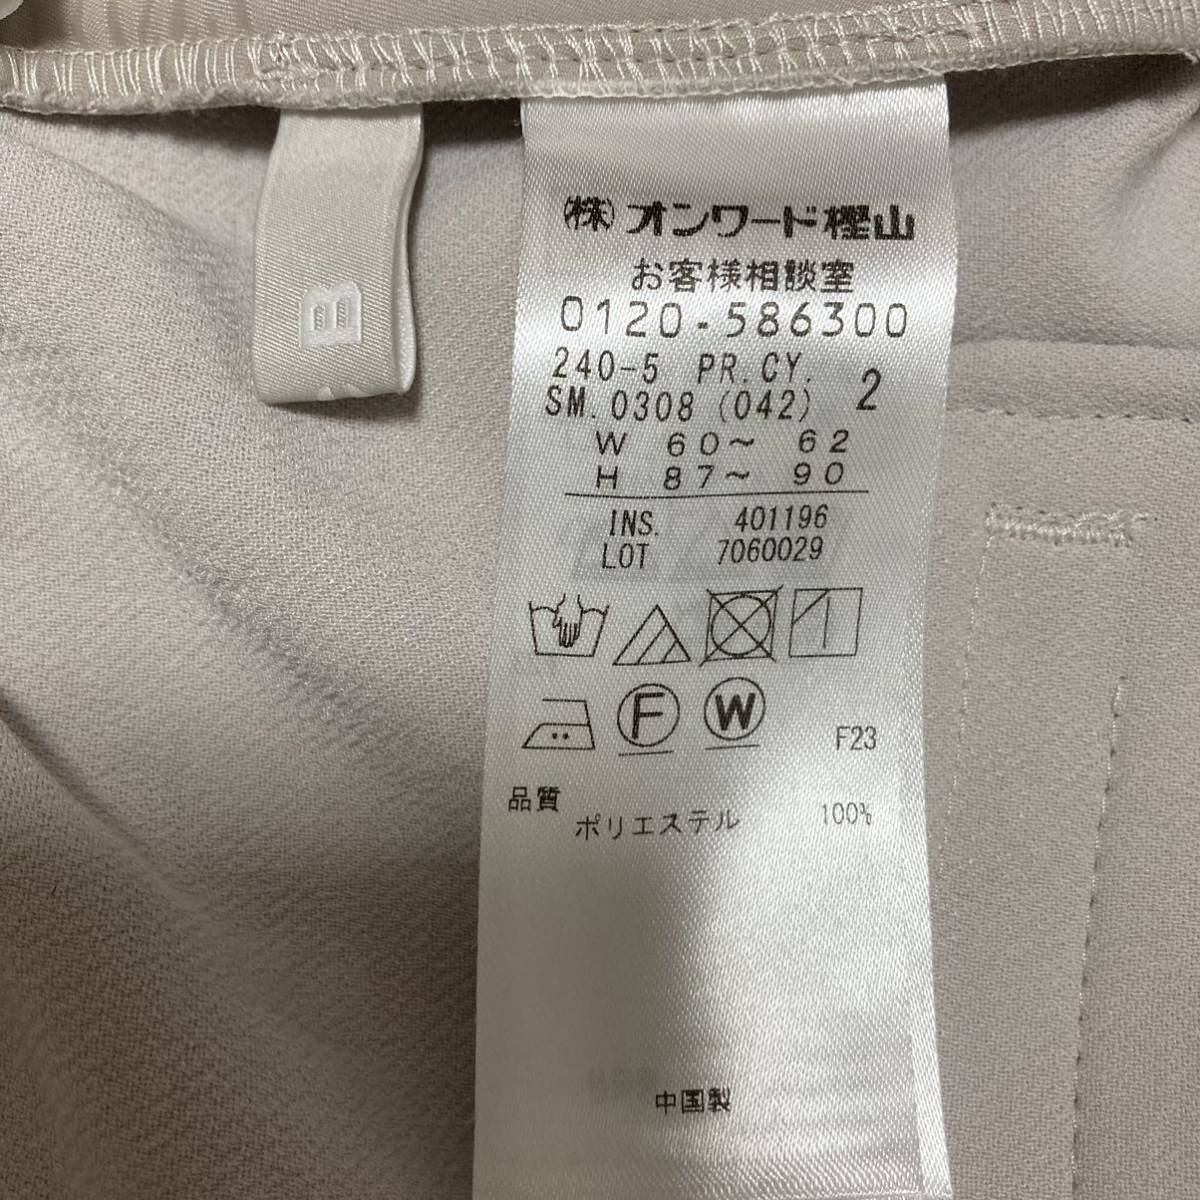 ㈱オンワード樫山
お客様相談室
0120-586300
240-5 PR.CY. 2
SM.0308 (042)
W 60〜 62
H 87〜 90
INS. 401196
LOT 7060029
F W F23
品質
ポリエステル 100%
中国製
B